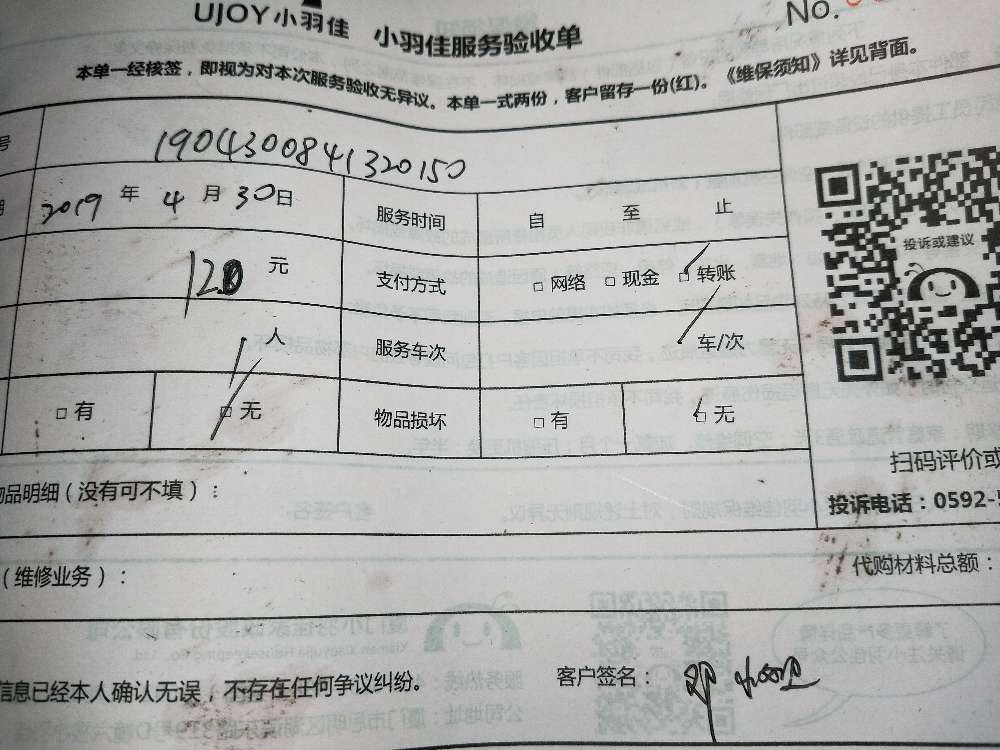 UJOY小羽佳 小羽佳服务验收单
No.
本单一经核签，即视为对本次服务验收无异议。本单一式两份，客户留存一份(红)。《维保须知》详见背面。
号 1904300841320150
2019 年 4 月 30 日 服务时间 自 至 止
120 元 支付方式 □网络 □现金 □转账
投诉或建议
1 人 服务车次 / 车/次
□有 □无 物品损坏 □有 □无
扫码评价或
物品明细（没有可不填）：
投诉电话：0592-
（维修业务）： 代购材料总额：
信息已经本人确认无误，不存在任何争议纠纷。 客户签名：